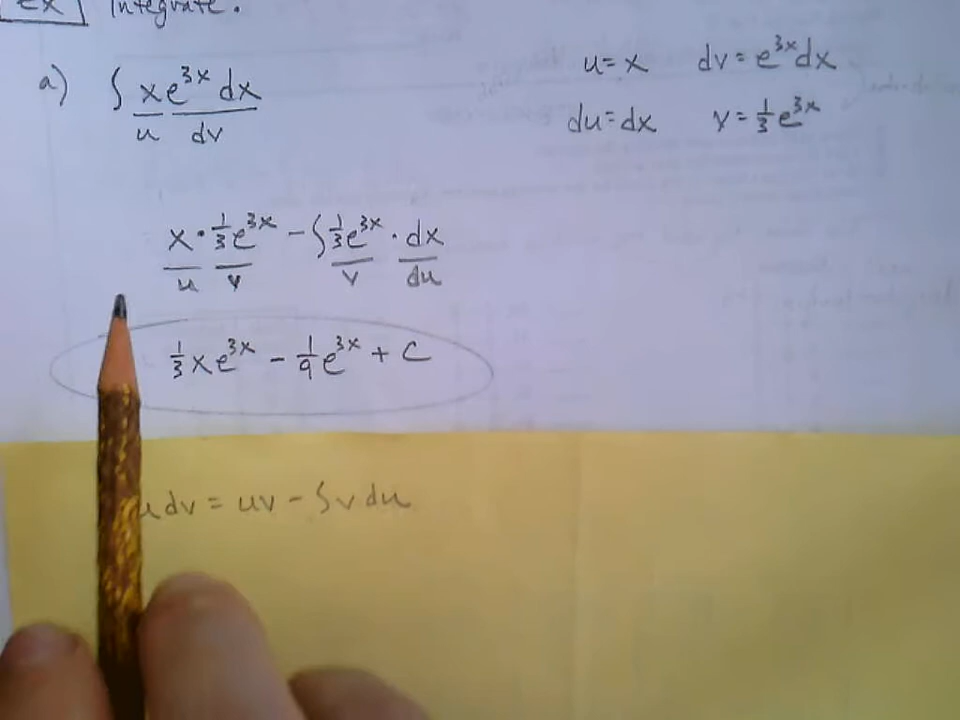 ex Integrate.
a) ∫ x e^{3x} dx
u dv
u = x dv = e^{3x} dx
du = dx v = 1/3 e^{3x}
x · 1/3 e^{3x} - ∫ 1/3 e^{3x} · dx
u v v du
1/3 x e^{3x} - 1/9 e^{3x} + C
u dv = uv - ∫ v du